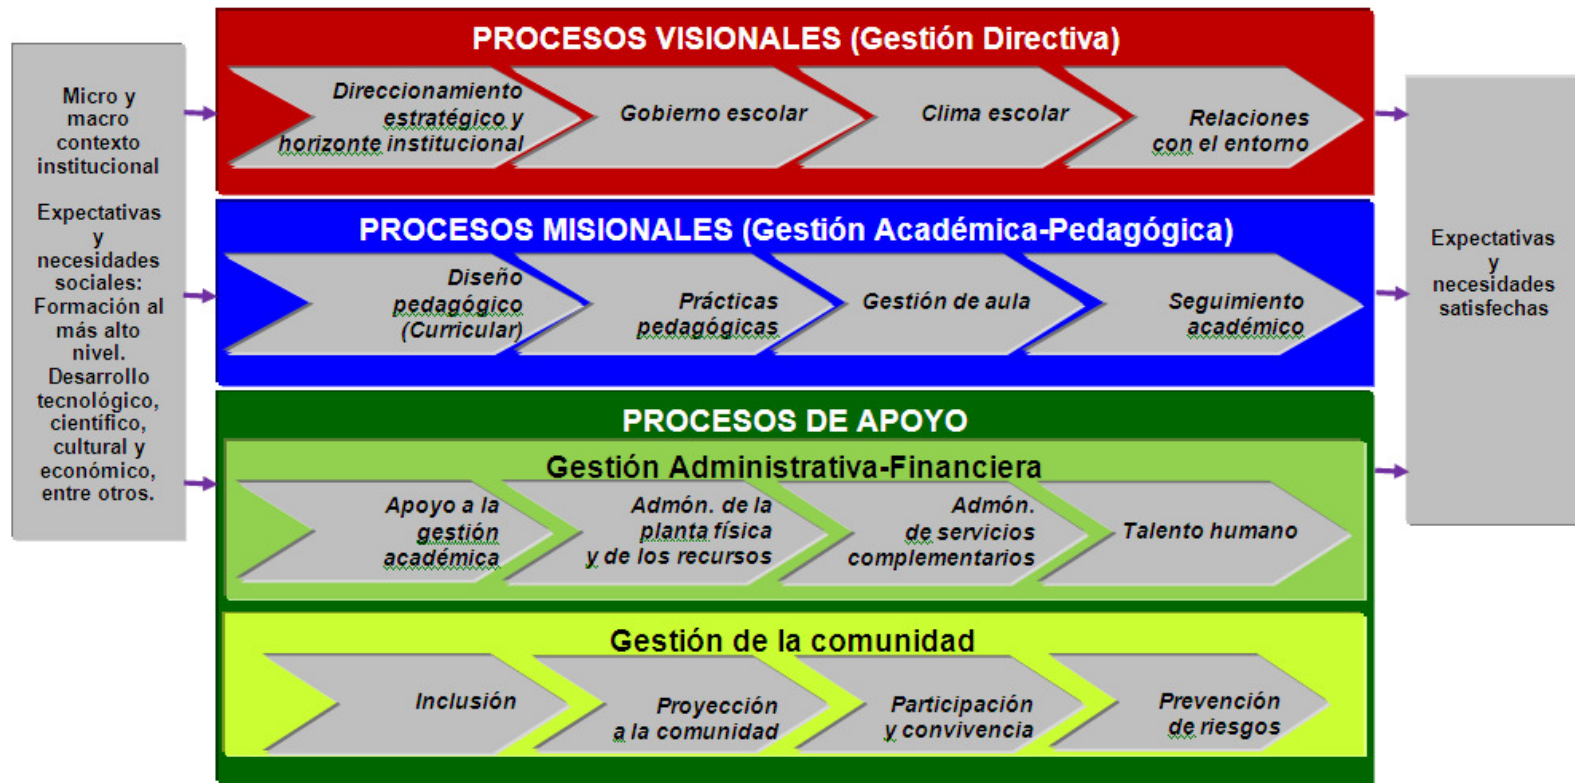 Micro y
macro
contexto
institucional
Expectativas
y
necesidades
sociales:
Formación al
más alto
nivel.
Desarrollo
tecnológico,
científico,
cultural y
económico,
entre otros.
PROCESOS VISIONALES (Gestión Directiva)
Direccionamiento
estratégico y
horizonte institucional
Gobierno escolar
Clima escolar
Relaciones
con el entorno
PROCESOS MISIONALES (Gestión Académica-Pedagógica)
Diseño
pedagógico
(Curricular)
Prácticas
pedagógicas
Gestión de aula
Seguimiento
académico
PROCESOS DE APOYO
Gestión Administrativa-Financiera
Apoyo a la
gestión
académica
Admón. de la
planta física
y de los recursos
Admón.
de servicios
complementarios
Talento humano
Gestión de la comunidad
Inclusión
Proyección
a la comunidad
Participación
y convivencia
Prevención
de riesgos
Expectativas
y
necesidades
satisfechas